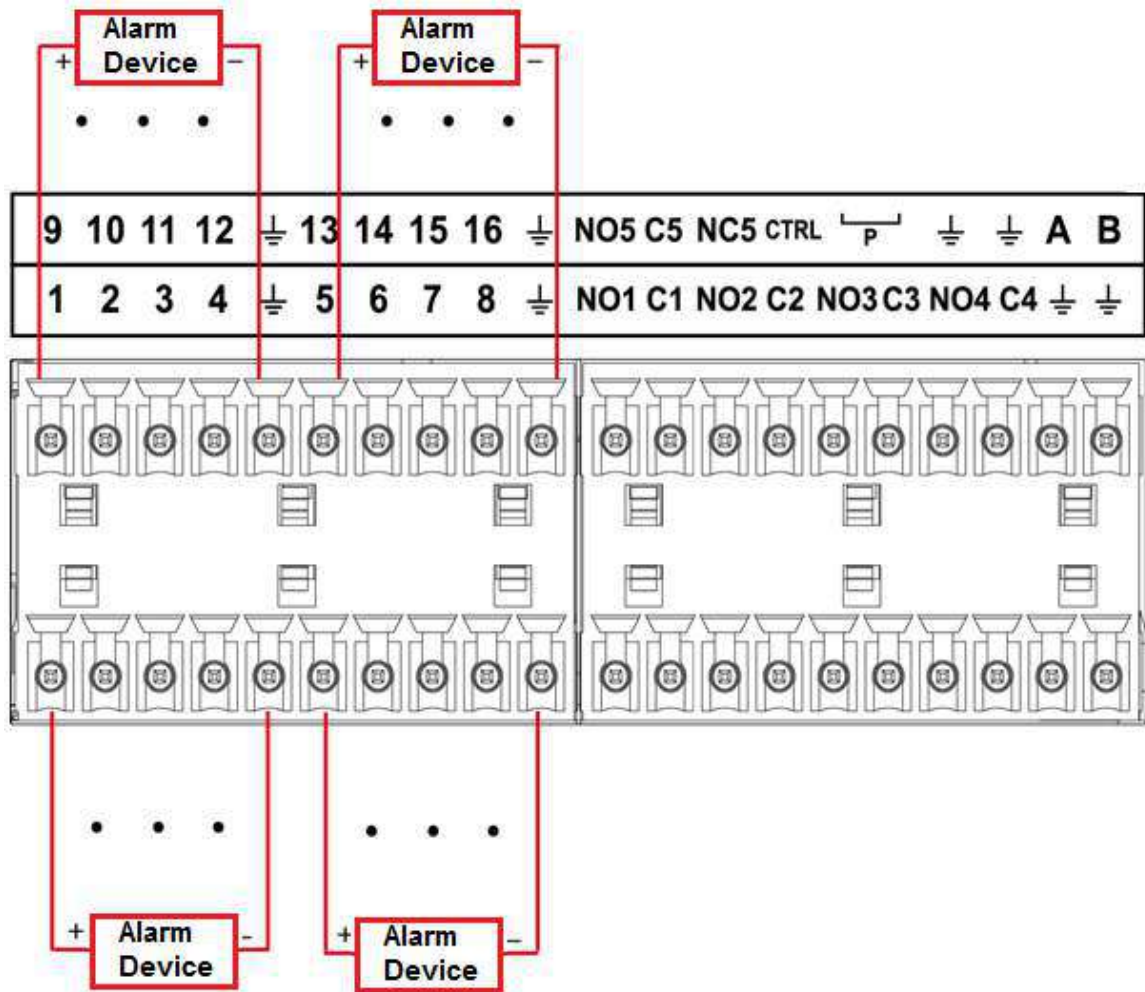 Alarm Device Alarm Device
+ - + -
9 10 11 12 ⏚ 13 14 15 16 ⏚ NO5 C5 NC5 CTRL P ⏚ ⏚ A B
1 2 3 4 ⏚ 5 6 7 8 ⏚ NO1 C1 NO2 C2 NO3 C3 NO4 C4 ⏚ ⏚
+ - + -
Alarm Device Alarm Device